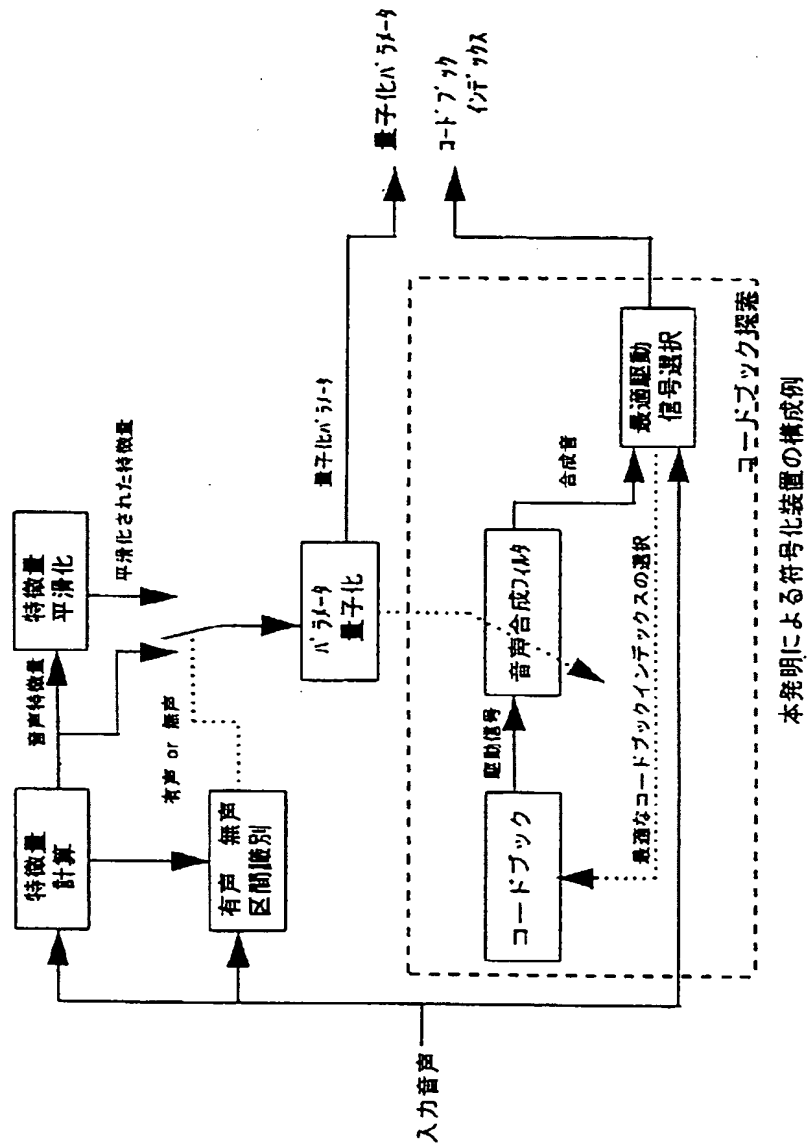 入力音声
特徴量
計算
音声特徴量
特徴量
平滑化
平滑化された特徴量
有声 無声
区間識別
有声 or 無声
パラメータ
量子化
量子化パラメータ
量子化パラメータ
コードブック
インデックス
コードブック
駆動信号
音声合成フィルタ
合成音
最適駆動
信号選択
最適なコードブックインデックスの選択
コードブック探索
本発明による符号化装置の構成例